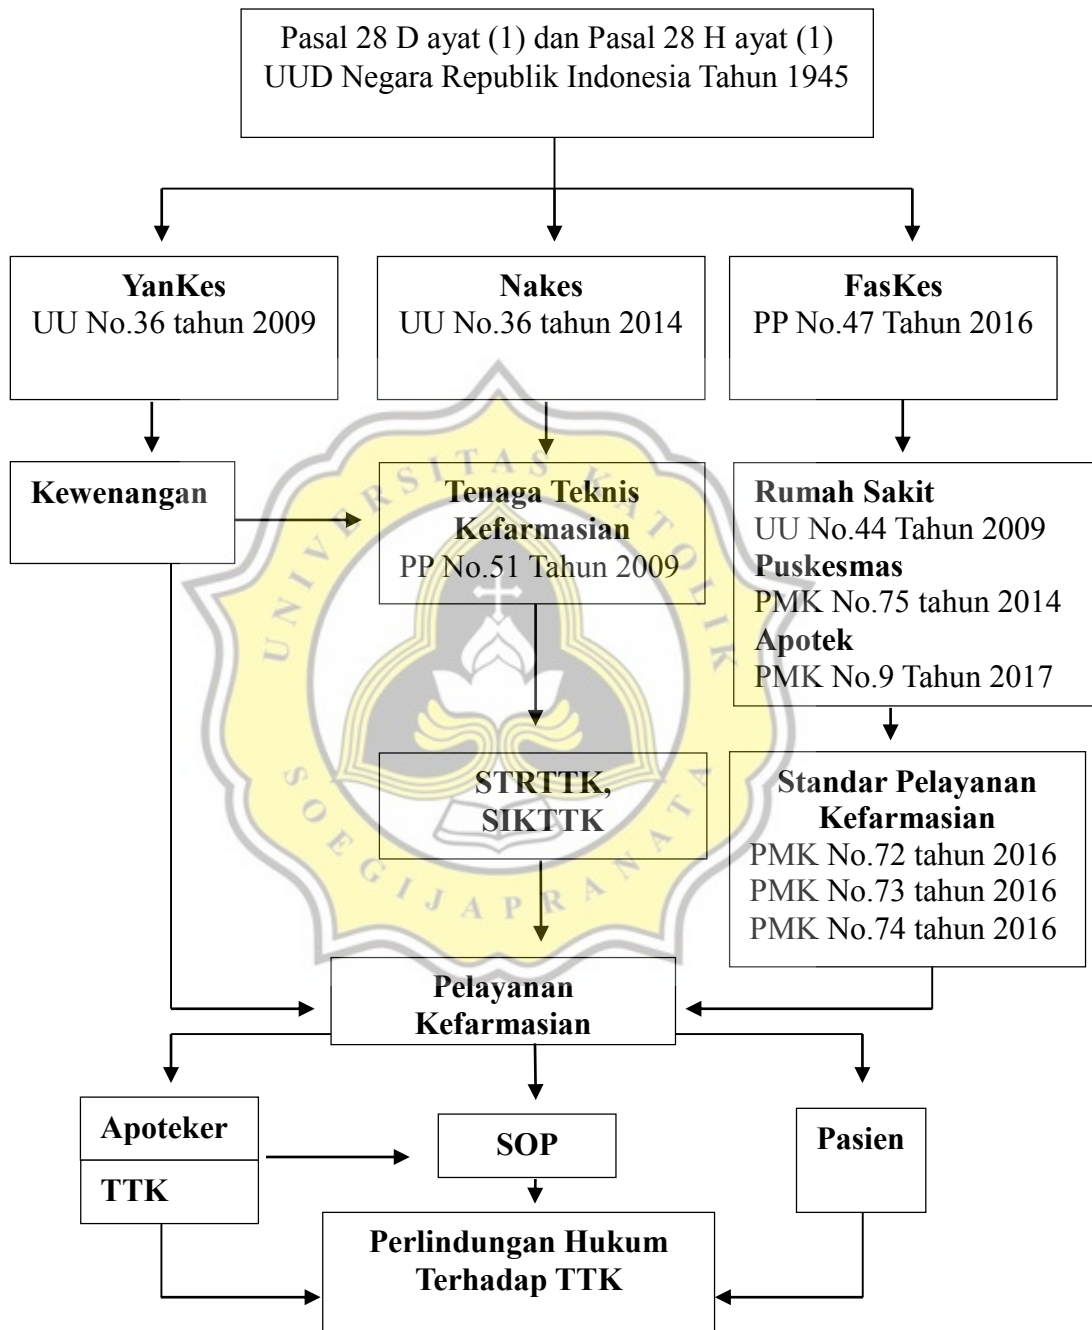 Pasal 28 D ayat (1) dan Pasal 28 H ayat (1)
UUD Negara Republik Indonesia Tahun 1945
YanKes
UU No.36 tahun 2009
Nakes
UU No.36 tahun 2014
FasKes
PP No.47 Tahun 2016
Kewenangan
Tenaga Teknis
Kefarmasian
PP No.51 Tahun 2009
Rumah Sakit
UU No.44 Tahun 2009
Puskesmas
PMK No.75 tahun 2014
Apotek
PMK No.9 Tahun 2017
STRTTK,
SIKTTK
Standar Pelayanan
Kefarmasian
PMK No.72 tahun 2016
PMK No.73 tahun 2016
PMK No.74 tahun 2016
Pelayanan
Kefarmasian
Apoteker
TTK
SOP
Pasien
Perlindungan Hukum
Terhadap TTK
UNIVERSITAS KATOLIK
SOEGIJAPRANATA